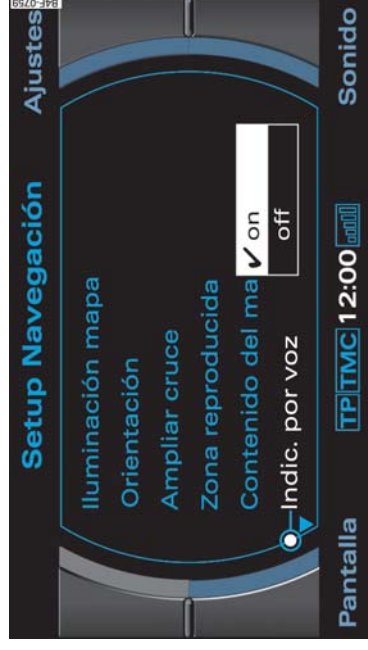 B4F-0759
Setup Navegación
Ajustes
Iluminación mapa
Orientación
Ampliar cruce
Zona reproducida
Contenido del ma
✓ on
Indic. por voz
off
Pantalla
TP TMC 12:00
Sonido